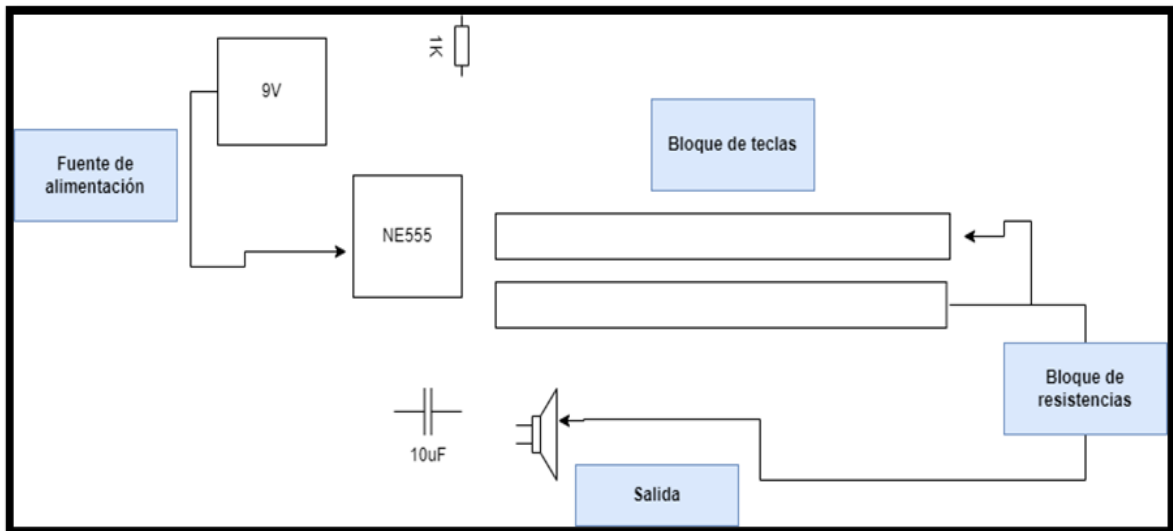 1K
9V
Bloque de teclas
Fuente de
alimentación
NE555
Bloque de
resistencias
10uF
Salida